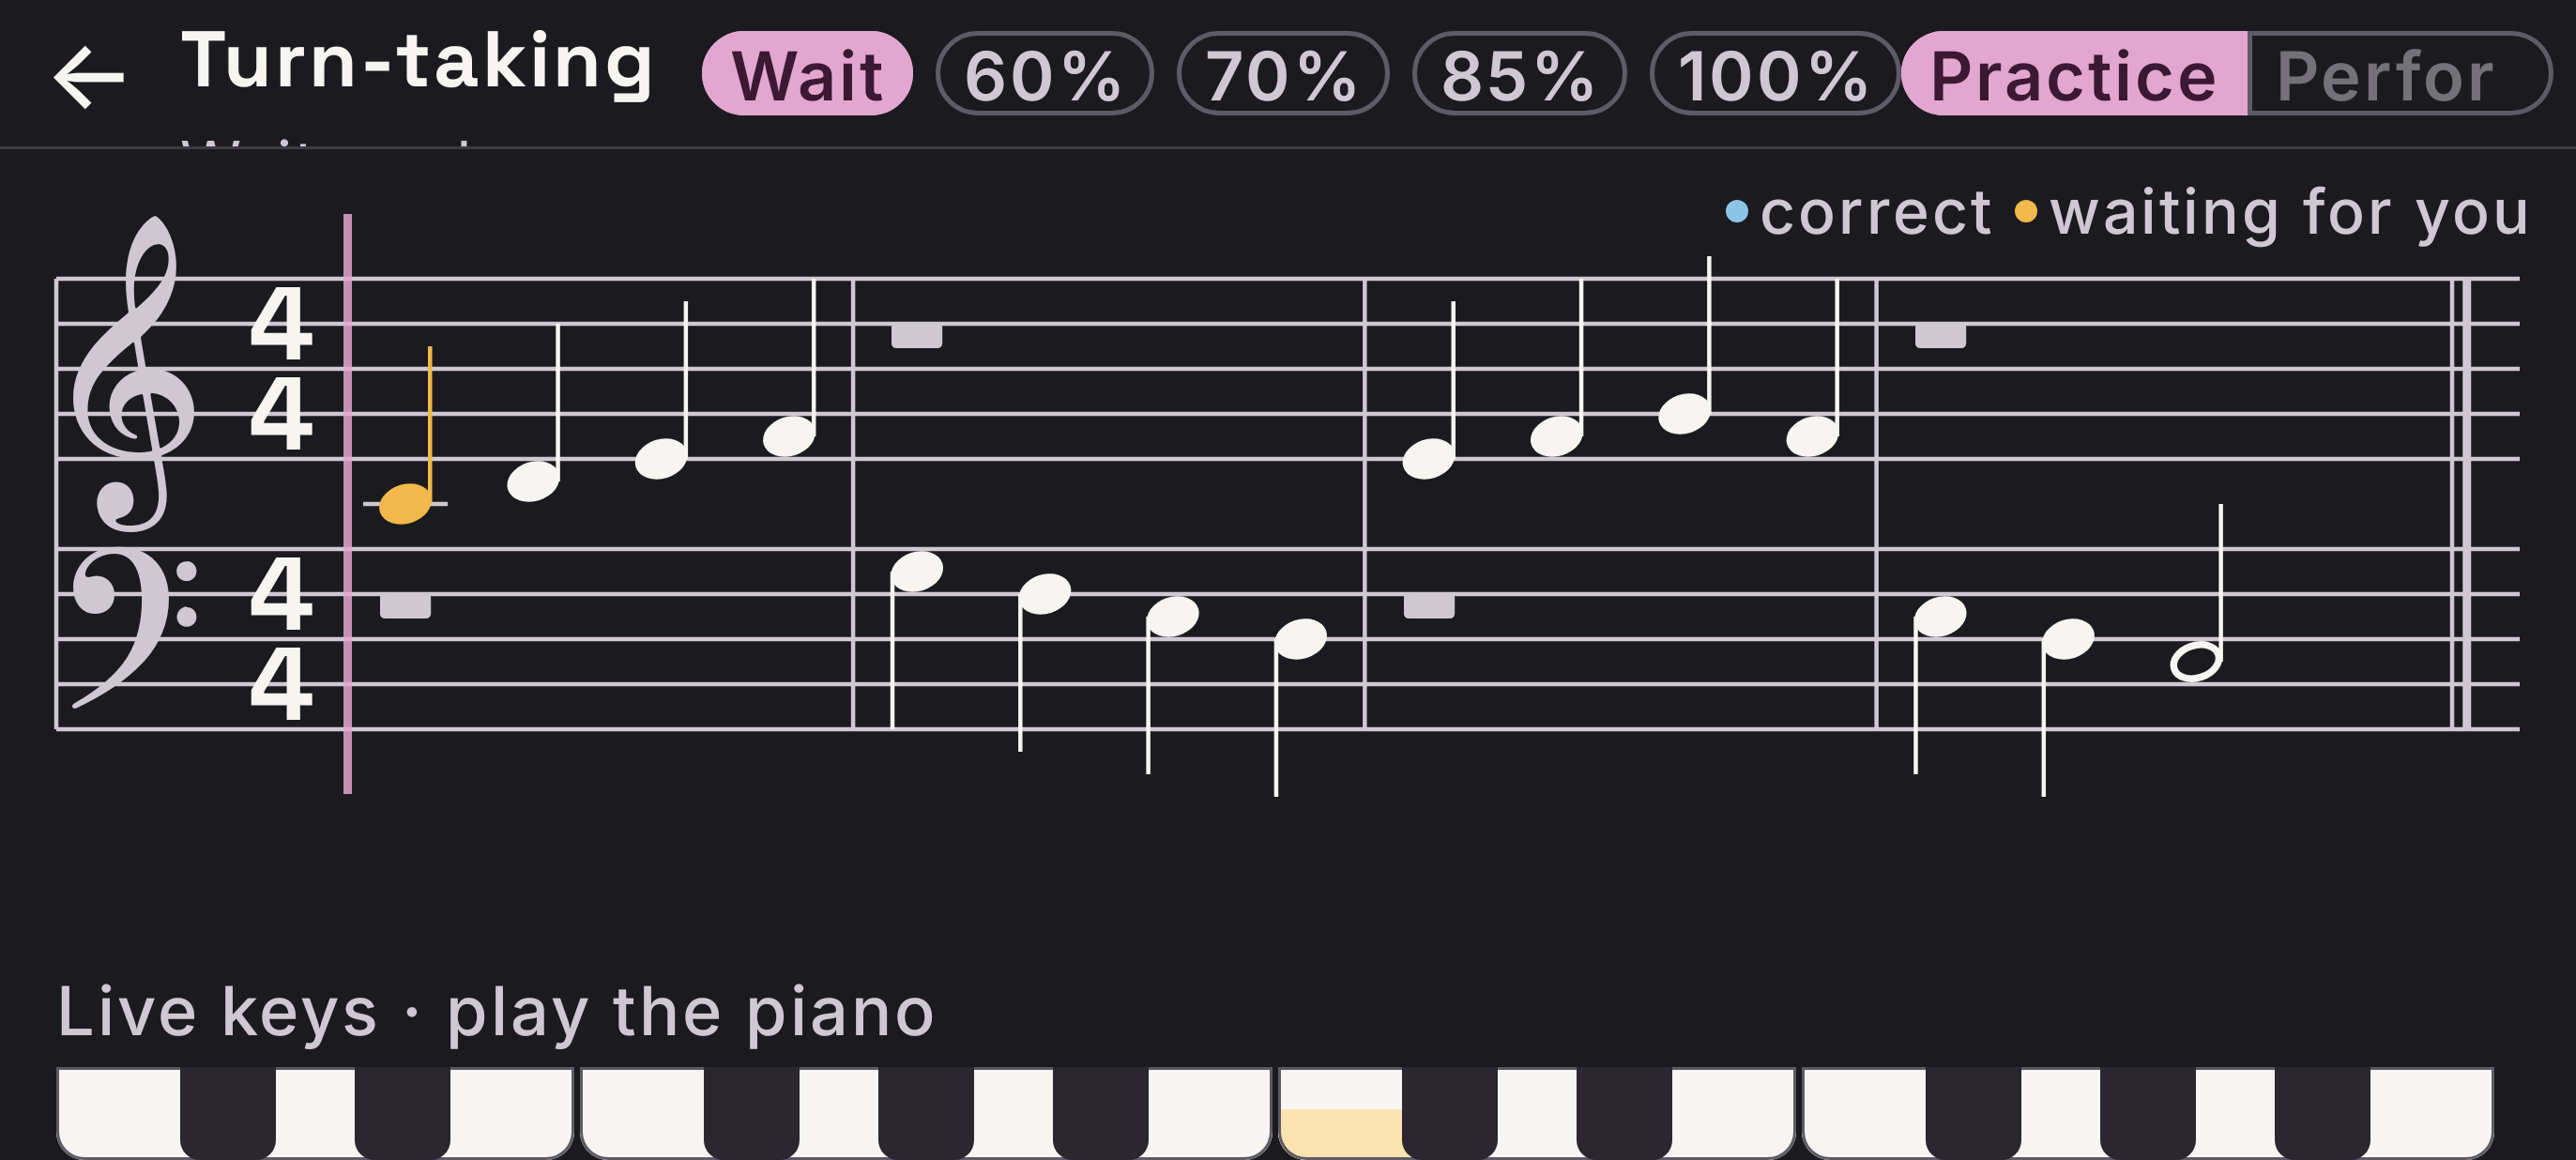 Turn-taking
Wait 60% 70% 85% 100% Practice Perfor
correct waiting for you
4
4
4
4
Live keys · play the piano